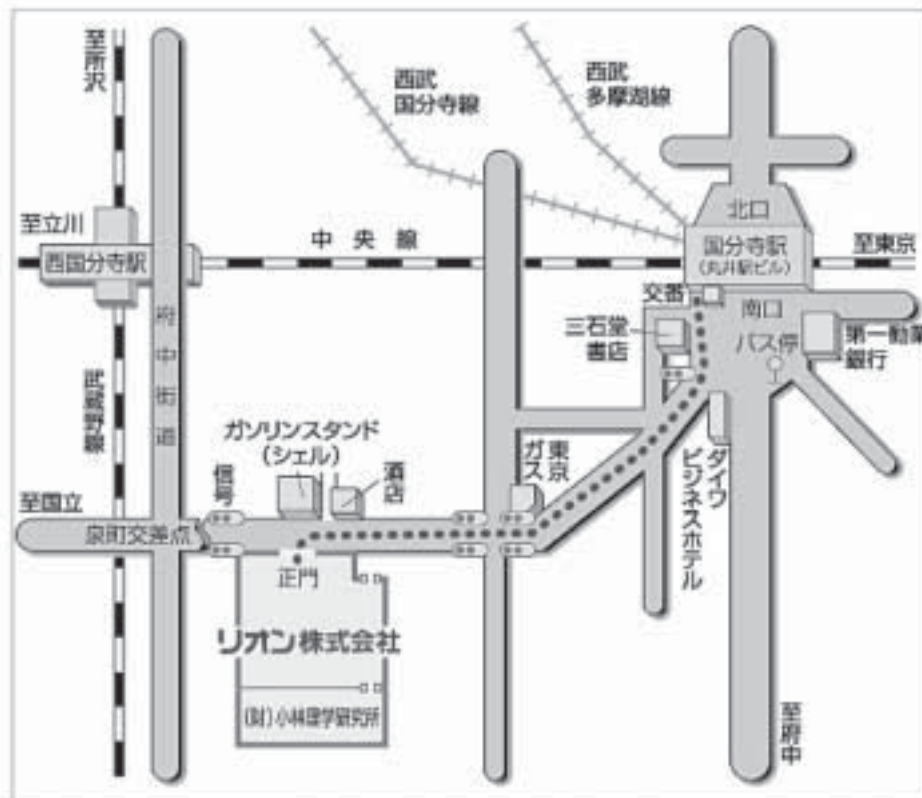 至所沢
西武
国分寺線
西武
多摩湖線
北口
至立川
中央線
国分寺駅
(丸井駅ビル)
至東京
西国分寺駅
交番
南口
三石堂
書店
バス停
第一勧業
銀行
府中街道
武蔵野線
ガソリンスタンド
(シェル)
酒店
信号
東京
ガス
ダイワ
ビジネスホテル
至国立
泉町交差点
正門
リオン株式会社
(財)小林理学研究所
至府中